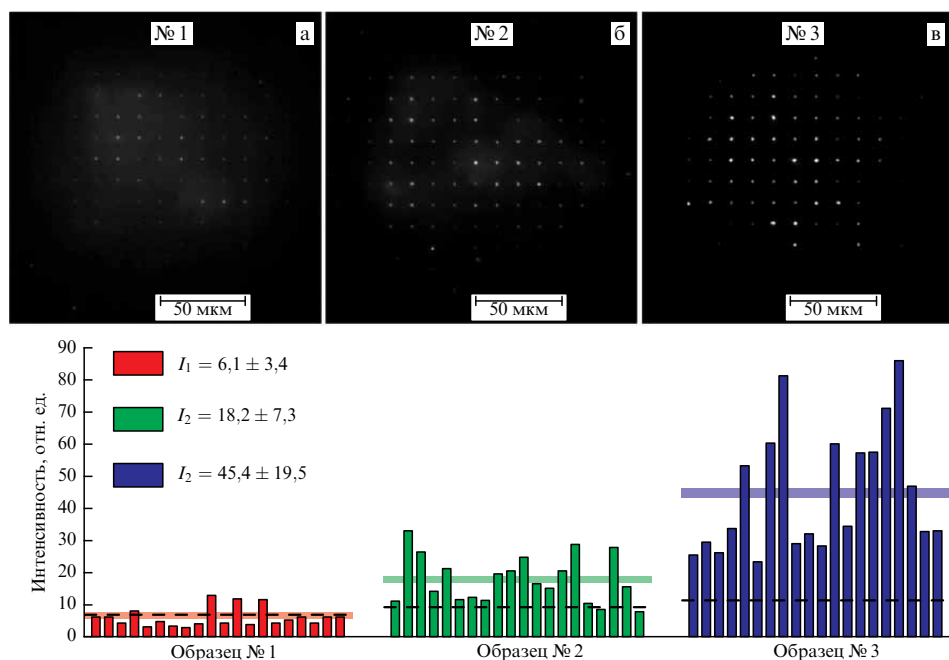 № 1
а
№ 2
б
№ 3
в
50 мкм
50 мкм
50 мкм
Интенсивность, отн. ед.
90
80
70
60
50
40
30
20
10
0
I₁ = 6,1 ± 3,4
I₂ = 18,2 ± 7,3
I₂ = 45,4 ± 19,5
Образец № 1
Образец № 2
Образец № 3